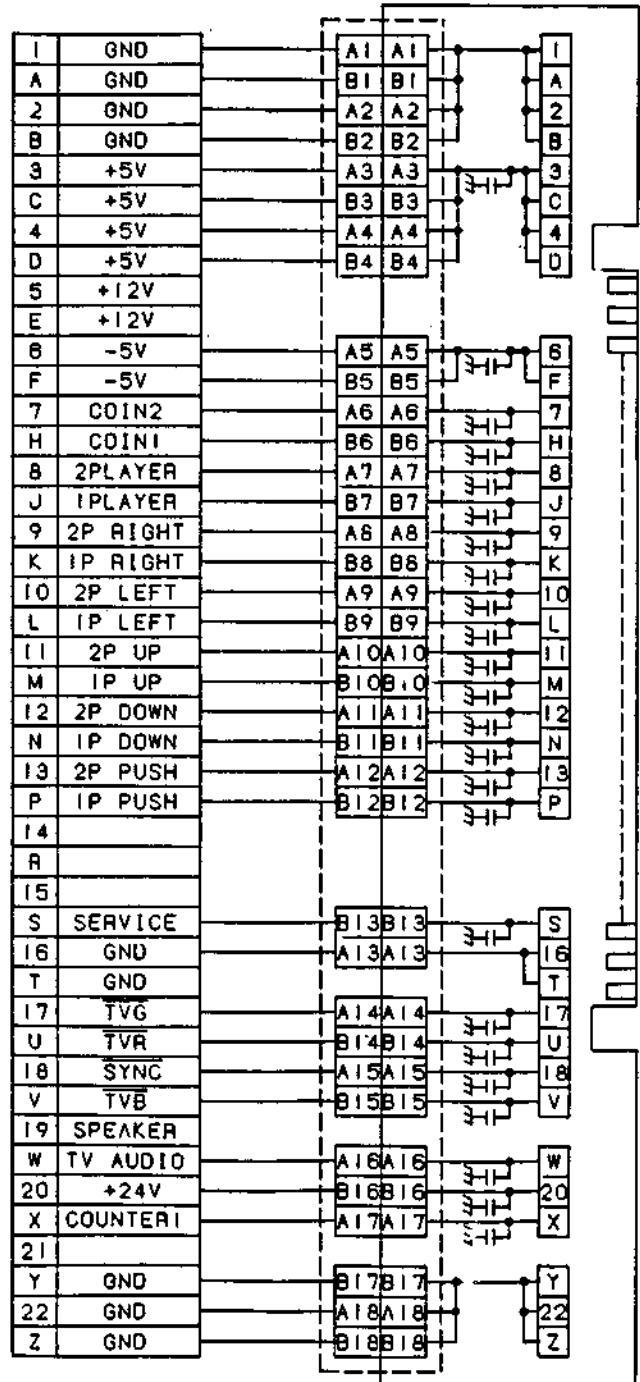 1 GND A1 A1 1
A GND B1 B1 A
2 GND A2 A2 2
B GND B2 B2 B
3 +5V A3 A3 3
C +5V B3 B3 C
4 +5V A4 A4 4
D +5V B4 B4 D
5 +12V
E +12V
6 -5V A5 A5 6
F -5V B5 B5 F
7 COIN2 A6 A6 7
H COIN1 B6 B6 H
8 2PLAYER A7 A7 8
J 1PLAYER B7 B7 J
9 2P RIGHT A8 A8 9
K 1P RIGHT B8 B8 K
10 2P LEFT A9 A9 10
L 1P LEFT B9 B9 L
11 2P UP A10 A10 11
M 1P UP B10 B10 M
12 2P DOWN A11 A11 12
N 1P DOWN B11 B11 N
13 2P PUSH A12 A12 13
P 1P PUSH B12 B12 P
14
R
15
S SERVICE B13 B13 S
16 GND A13 A13 16
T GND T
17 TVG A14 A14 17
U TVR B14 B14 U
18 SYNC A15 A15 18
V TVB B15 B15 V
19 SPEAKER
W TV AUDIO A16 A16 W
20 +24V B16 B16 20
X COUNTER1 A17 A17 X
21
Y GND B17 B17 Y
22 GND A18 A18 22
Z GND B18 B18 Z